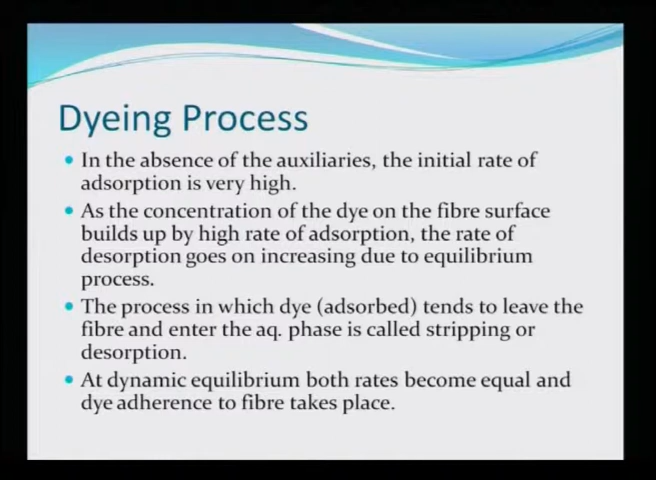 Dyeing Process
In the absence of the auxiliaries, the initial rate of
adsorption is very high.
As the concentration of the dye on the fibre surface
builds up by high rate of adsorption, the rate of
desorption goes on increasing due to equilibrium
process.
The process in which dye (adsorbed) tends to leave the
fibre and enter the aq. phase is called stripping or
desorption.
At dynamic equilibrium both rates become equal and
dye adherence to fibre takes place.